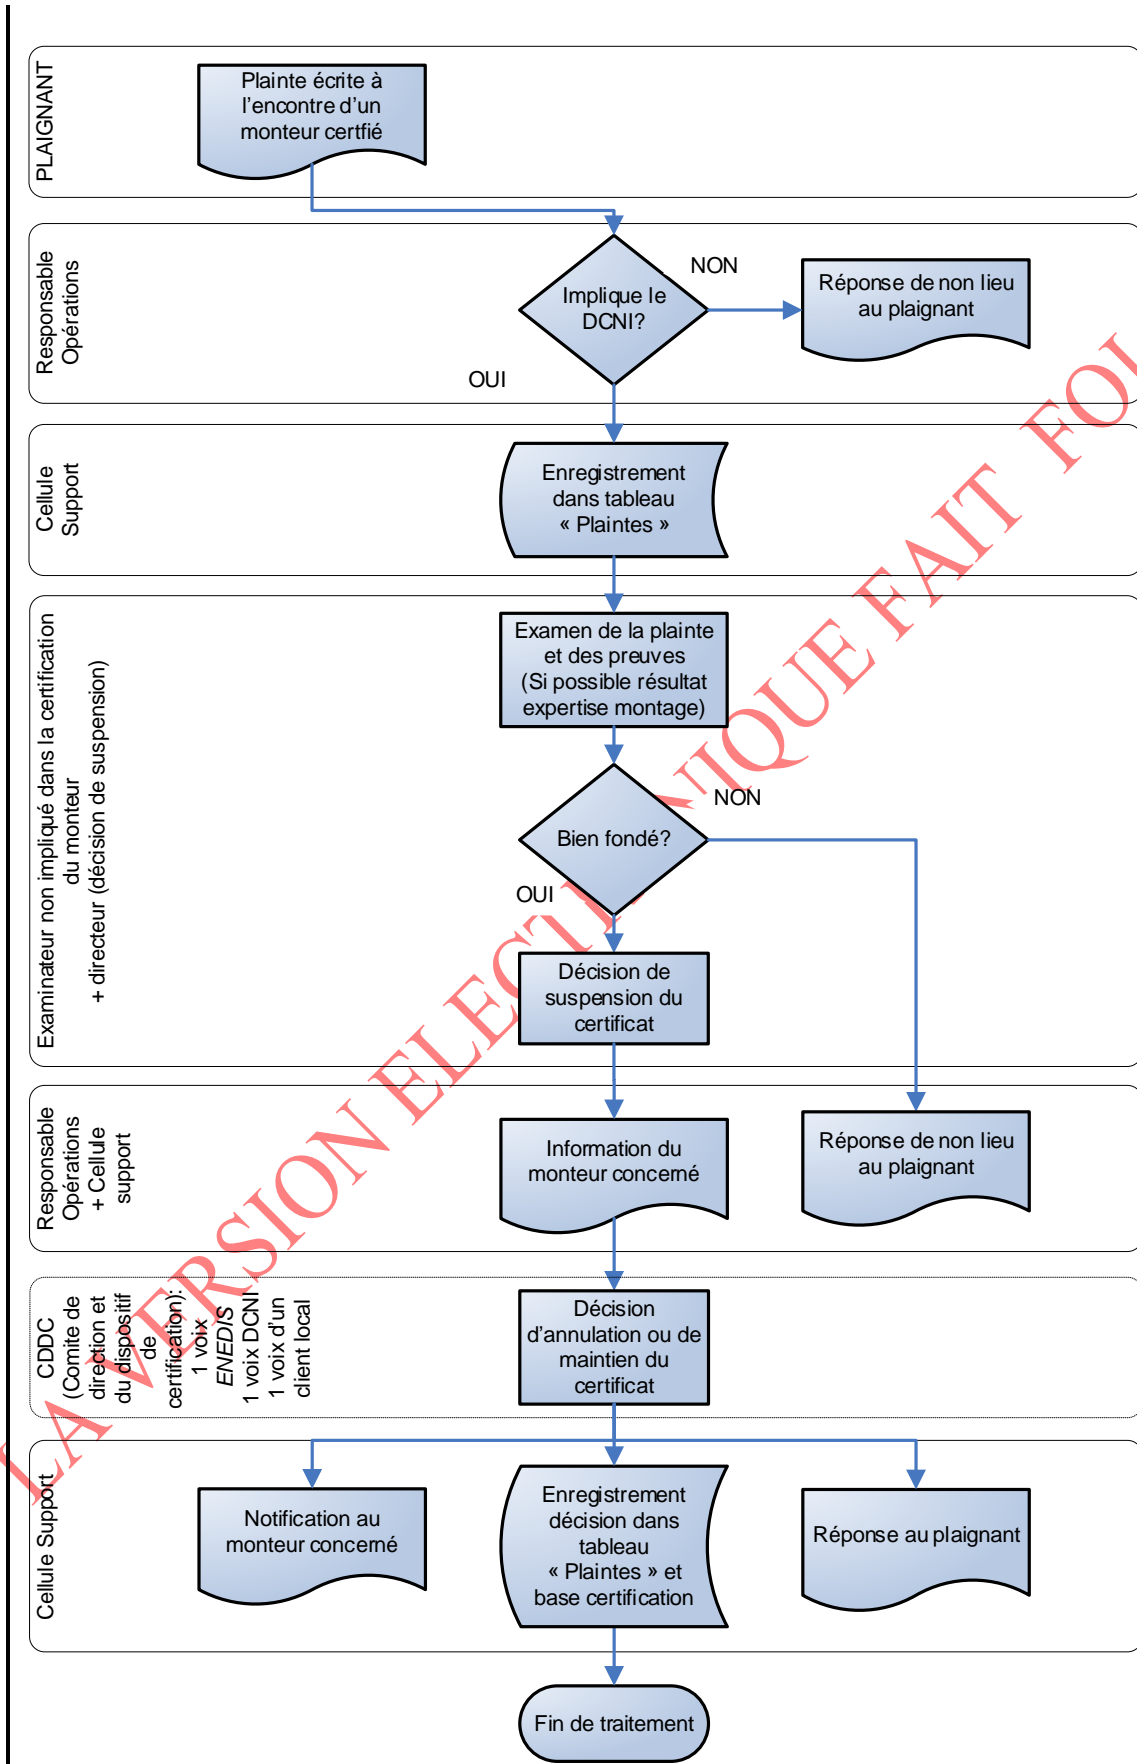 PLAIGNANT
Plainte écrite à
l'encontre d'un
monteur certfié
Responsable
Opérations
Implique le
DCNI?
NON
Réponse de non lieu
au plaignant
OUI
Cellule
Support
Enregistrement
dans tableau
« Plaintes »
Examinateur non impliqué dans la certification
du monteur
+ directeur (décision de suspension)
Examen de la plainte
et des preuves
(Si possible résultat
expertise montage)
Bien fondé?
NON
OUI
Décision de
suspension du
certificat
Responsable
Opérations
+ Cellule
support
Information du
monteur concerné
Réponse de non lieu
au plaignant
CDDC
(Comite de
direction et
du dispositif
de
certification):
1 voix
ENEDIS
1 voix DCNI
1 voix d'un
client local
Décision
d'annulation ou de
maintien du
certificat
Cellule Support
Notification au
monteur concerné
Enregistrement
décision dans
tableau
« Plaintes » et
base certification
Réponse au plaignant
Fin de traitement
LA VERSION ELECTRONIQUE FAIT FOI